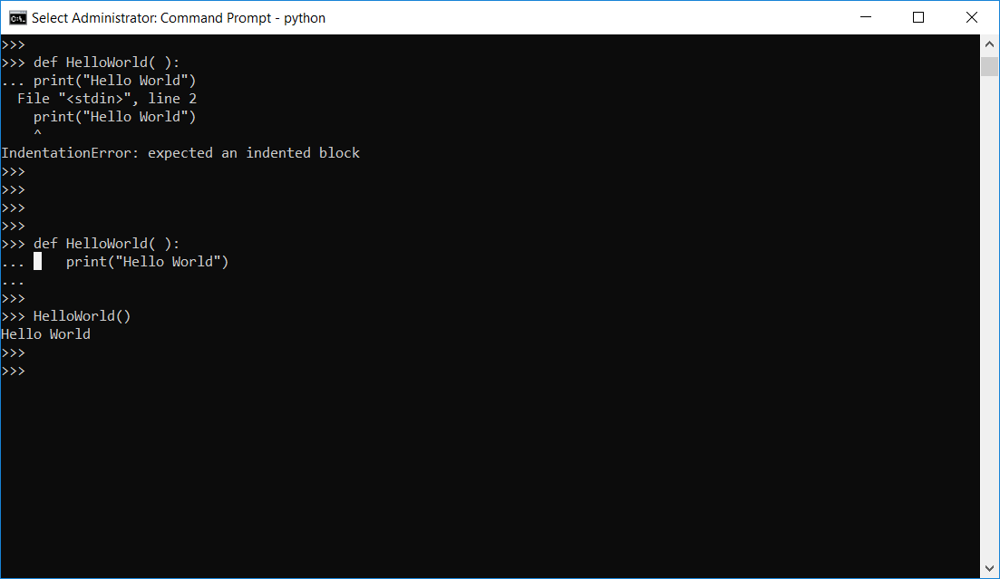 Select Administrator: Command Prompt - python
>>>
>>> def HelloWorld( ):
... print("Hello World")
  File "<stdin>", line 2
    print("Hello World")
    ^
IndentationError: expected an indented block
>>>
>>>
>>>
>>>
>>> def HelloWorld( ):
...     print("Hello World")
...
>>>
>>> HelloWorld()
Hello World
>>>
>>>